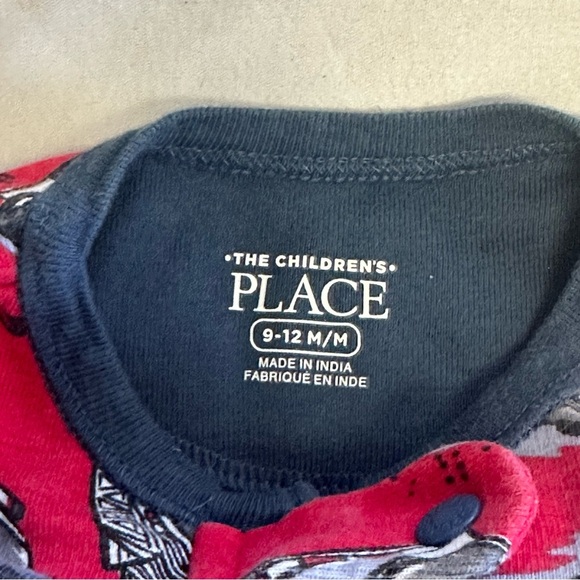 •THE CHILDREN'S•
PLACE
9-12 M/M
MADE IN INDIA
FABRIQUÉ EN INDE